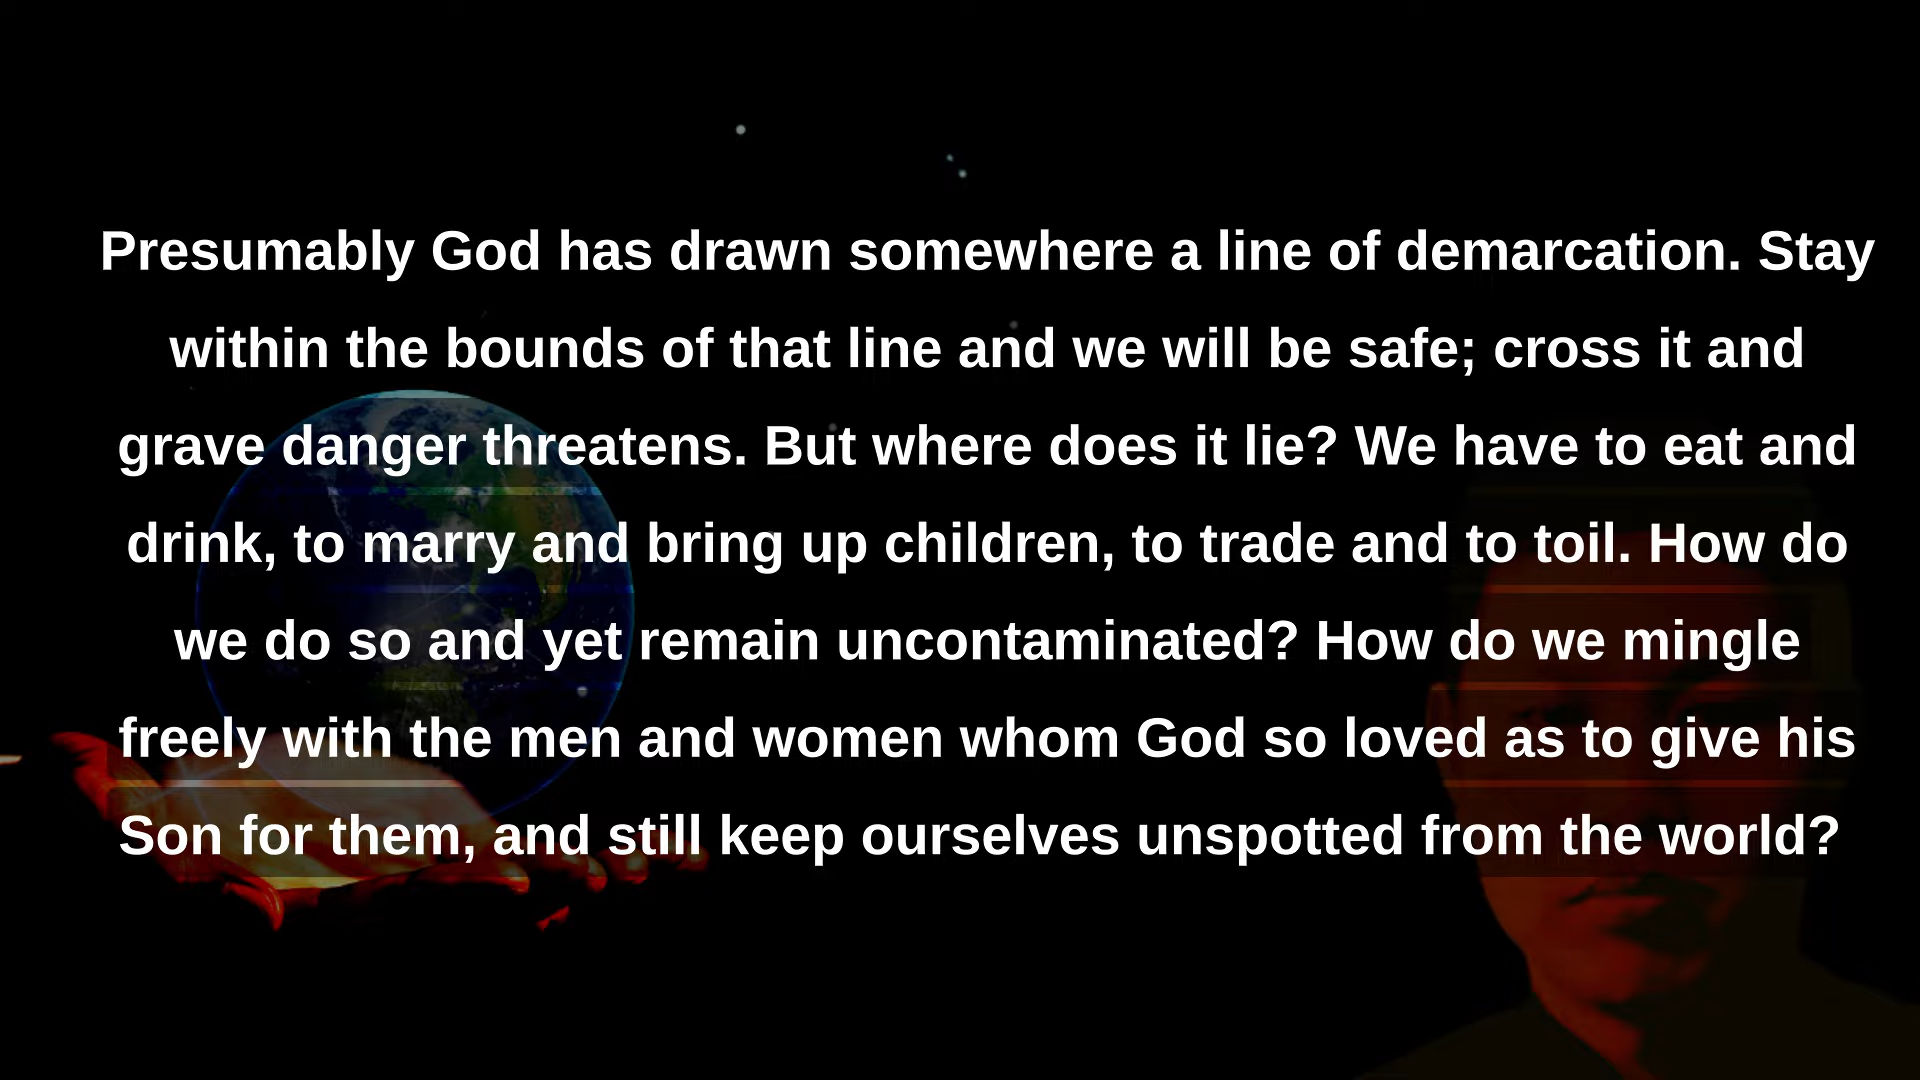 Presumably God has drawn somewhere a line of demarcation. Stay
within the bounds of that line and we will be safe; cross it and
grave danger threatens. But where does it lie? We have to eat and
drink, to marry and bring up children, to trade and to toil. How do
we do so and yet remain uncontaminated? How do we mingle
freely with the men and women whom God so loved as to give his
Son for them, and still keep ourselves unspotted from the world?